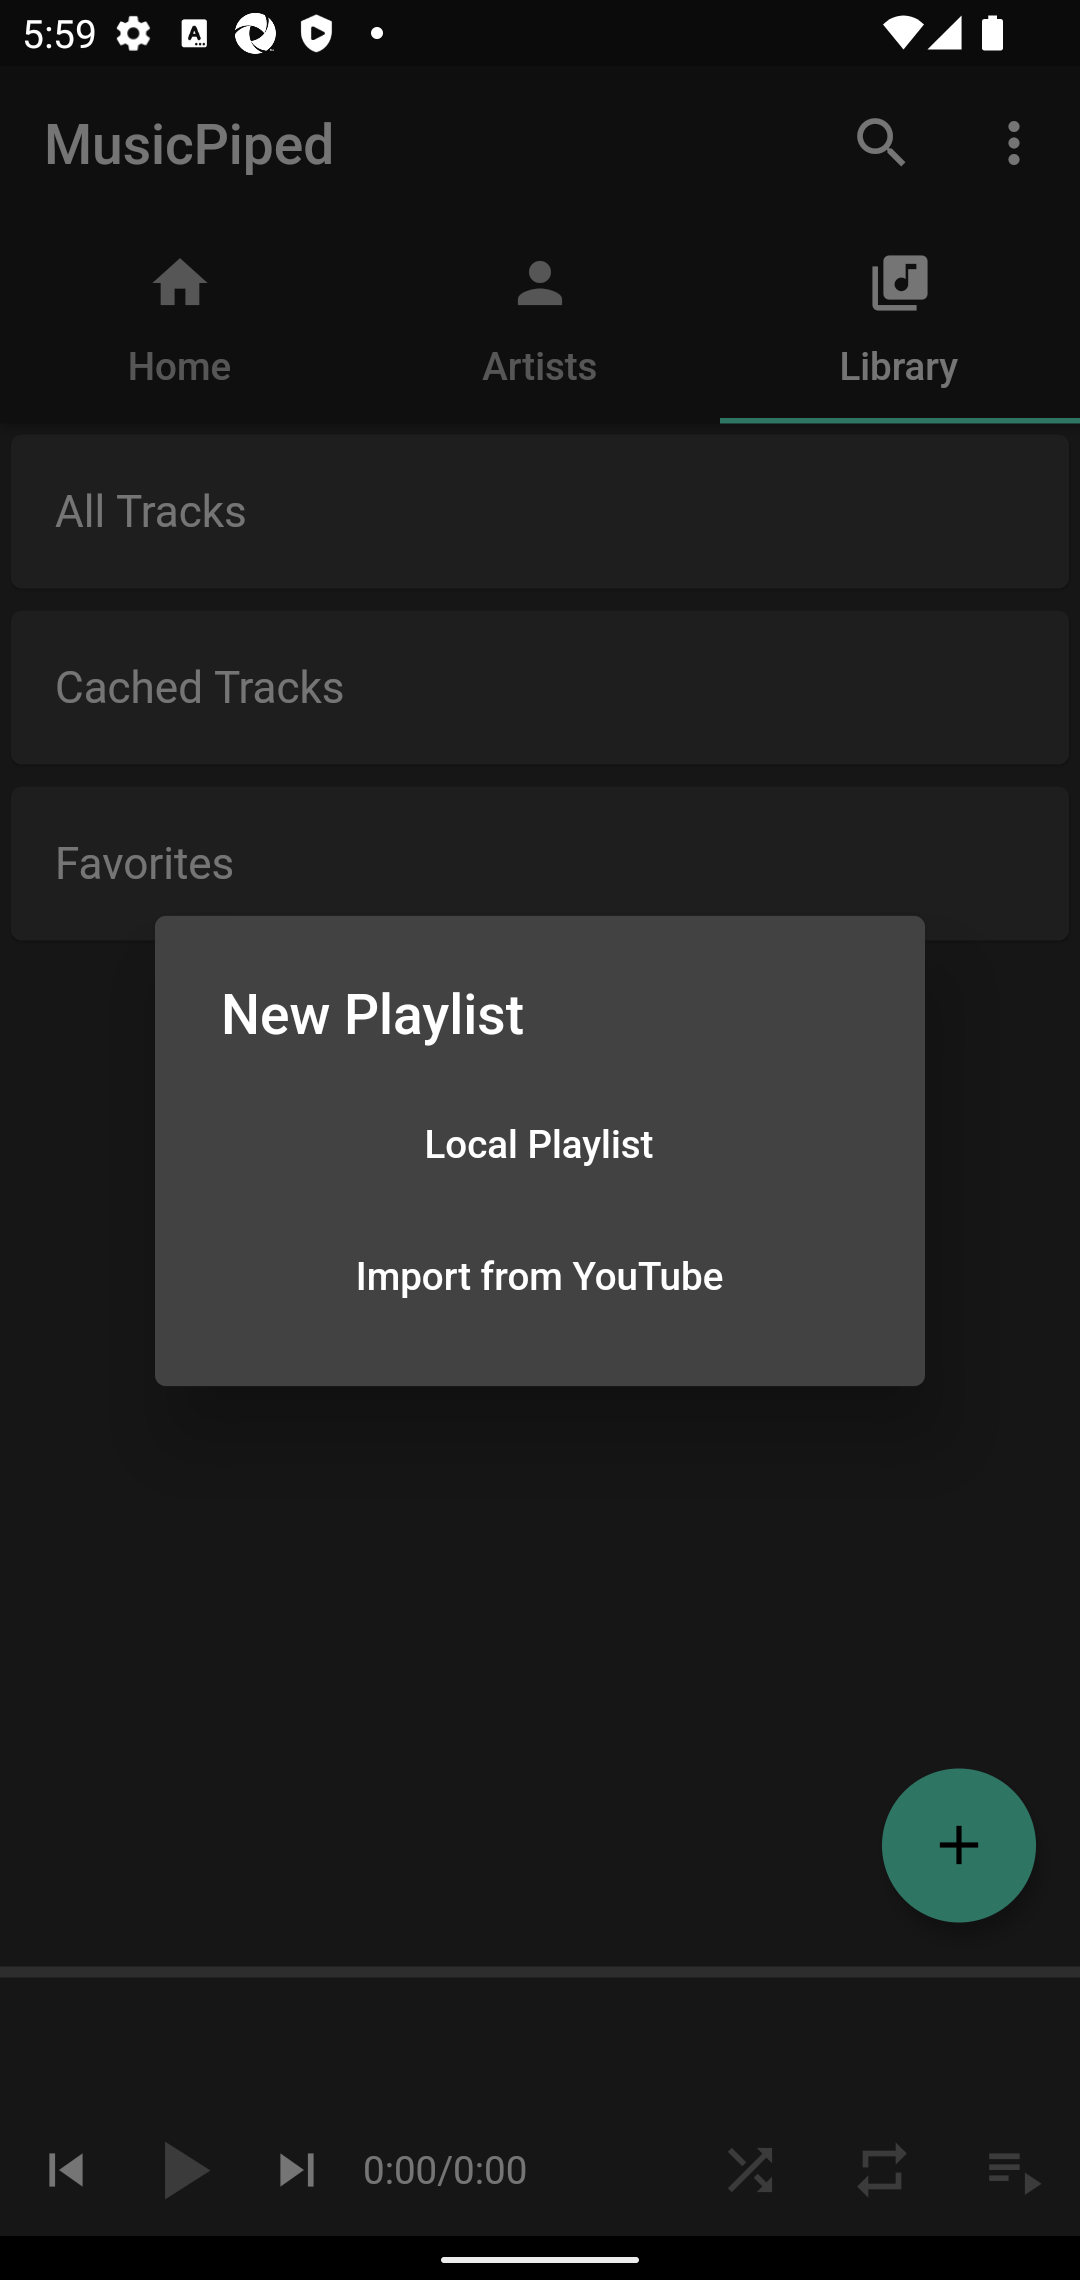 5:59
MusicPiped
Home
Artists
Library
All Tracks
Cached Tracks
Favorites
New Playlist
Local Playlist
Import from YouTube
0:00/0:00